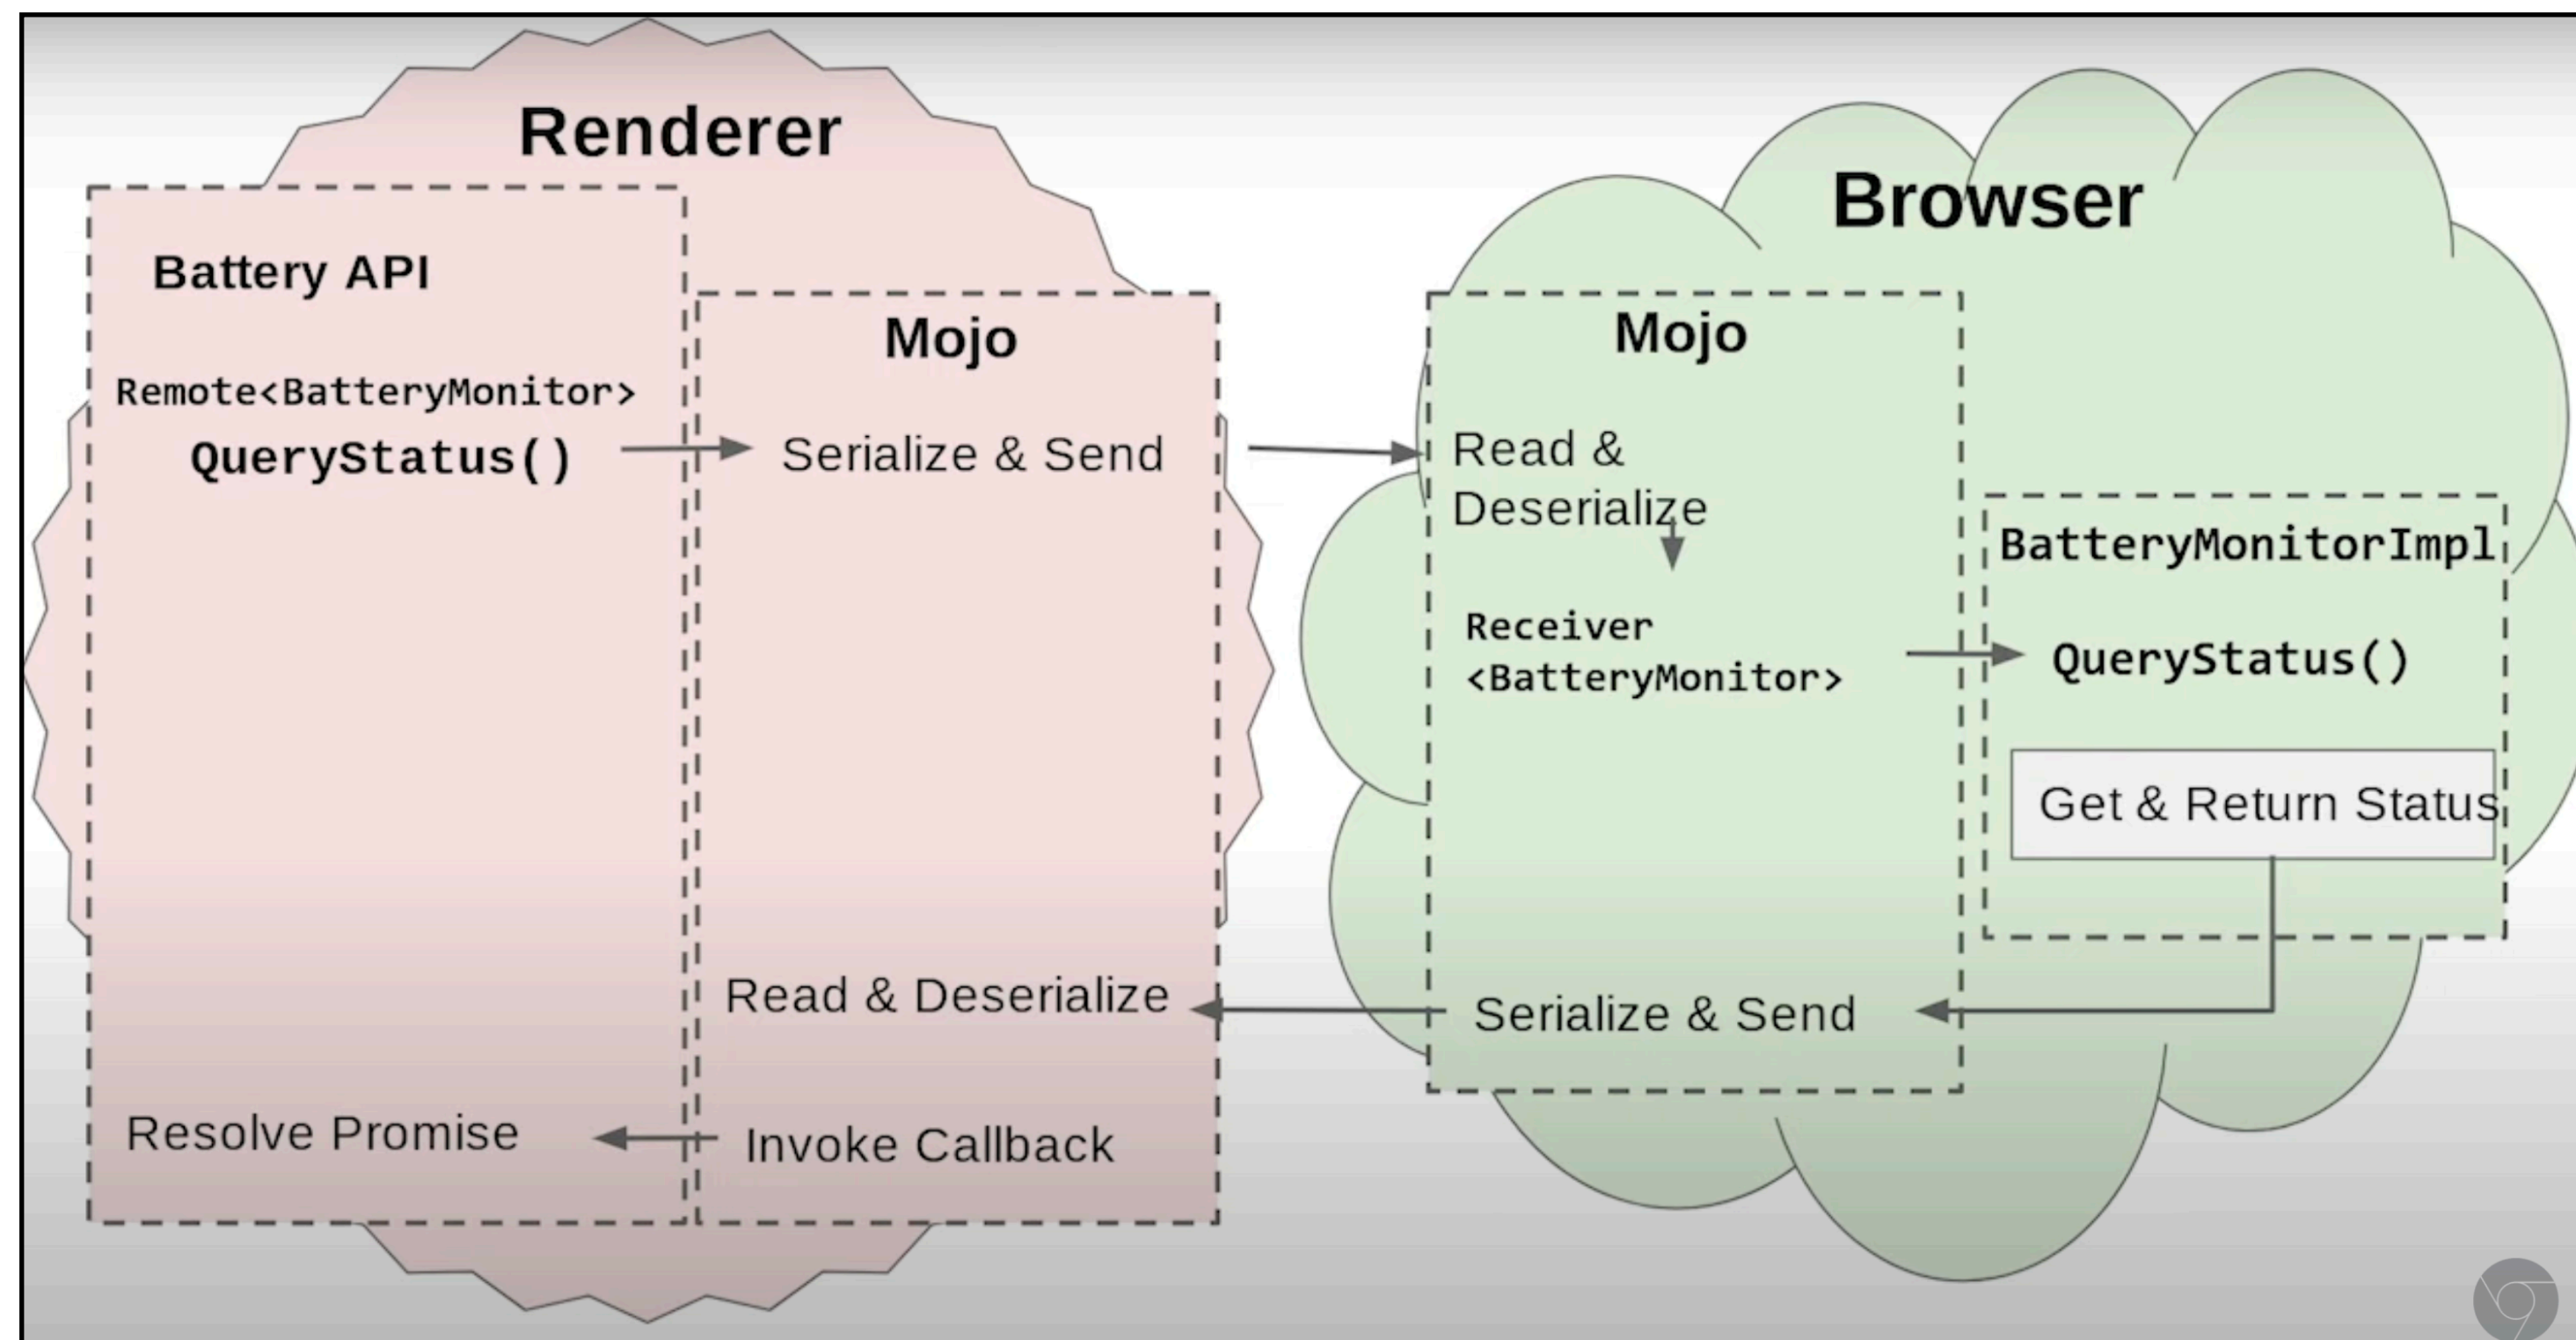 Renderer
Battery API
Remote<BatteryMonitor>
QueryStatus()
Mojo
Serialize & Send
Read & Deserialize
Invoke Callback
Resolve Promise
Browser
Mojo
Read &
Deserialize
Receiver
<BatteryMonitor>
BatteryMonitorImpl
QueryStatus()
Get & Return Status
Serialize & Send